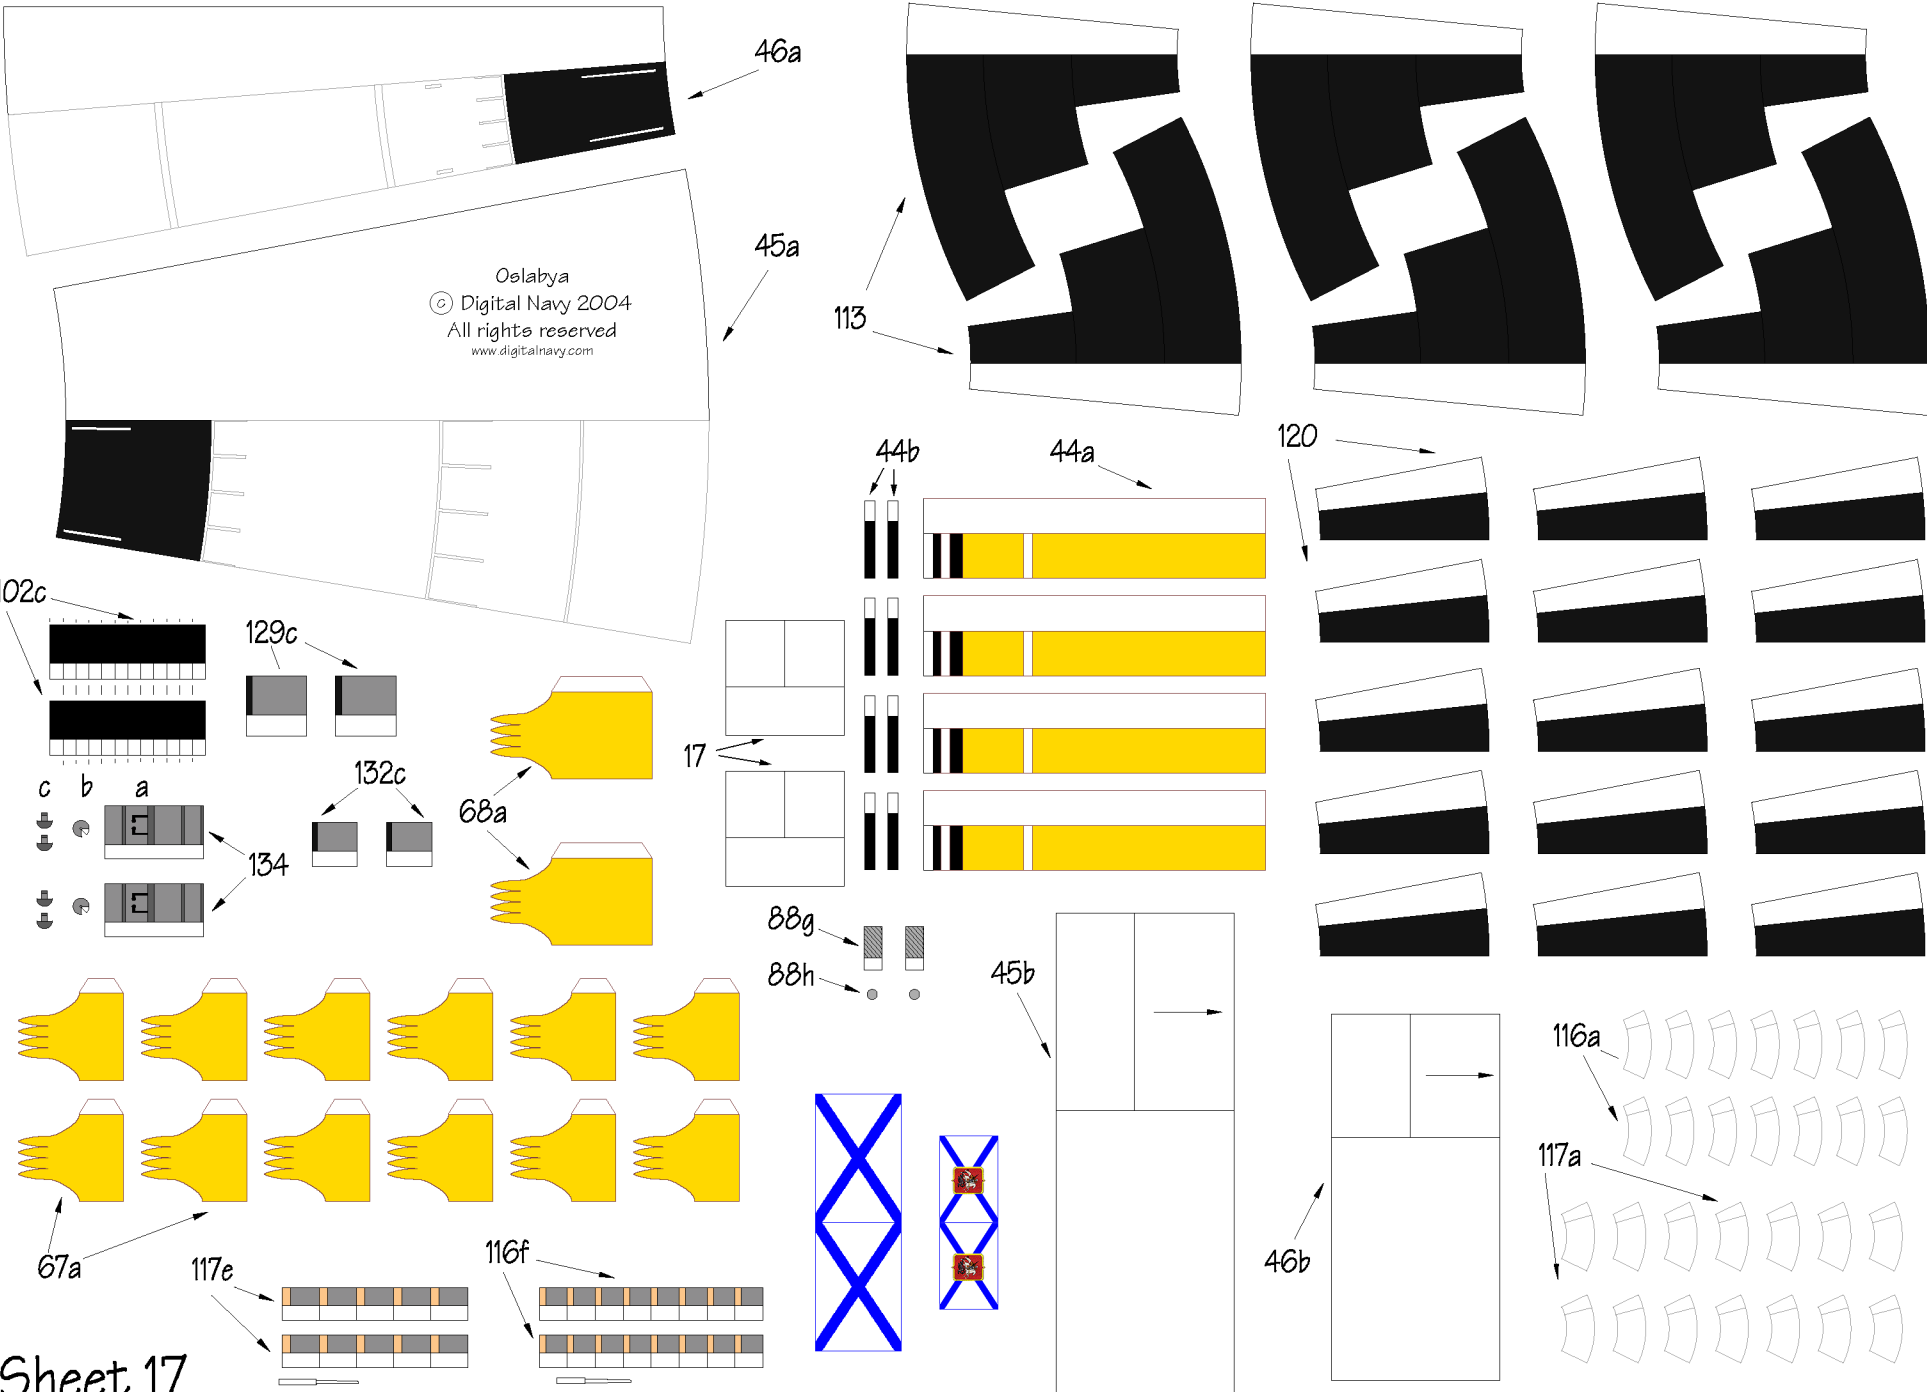 46a
45a
Oslabya
© Digital Navy 2004
All rights reserved
www.digitalnavy.com
113
44b
44a
120
102c
129c
17
132c
c b a
68a
134
88g
88h
45b
116a
117a
67a
117e
116f
46b
Sheet 17